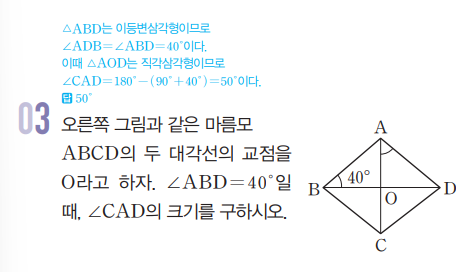 △ABD는 이등변삼각형이므로
∠ADB=∠ABD=40°이다.
이때 △AOD는 직각삼각형이므로
∠CAD=180°-(90°+40°)=50°이다.
답 50°
03 오른쪽 그림과 같은 마름모
ABCD의 두 대각선의 교점을
O라고 하자. ∠ABD=40°일
때, ∠CAD의 크기를 구하시오.
A
B 40° O D
C